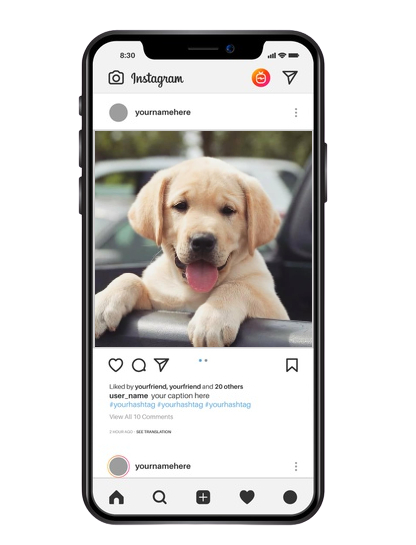 8:30
Instagram
yournamehere
Liked by yourfriend, yourfriend and 20 others
user_name your caption here
#yourhashtag #yourhashtag #yourhashtag
View All 10 Comments
2 HOUR AGO · SEE TRANSLATION
yournamehere